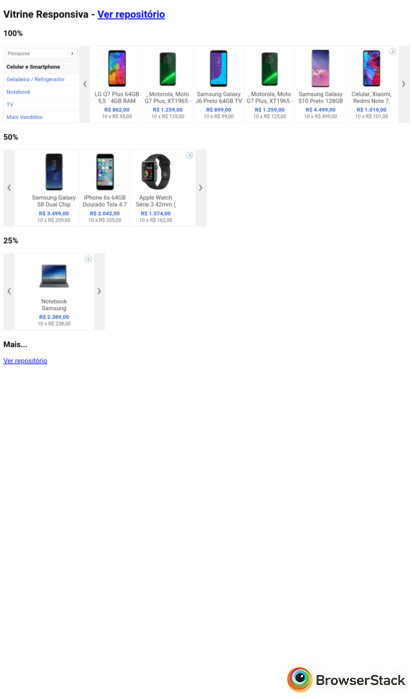 Vitrine Responsiva - Ver repositório
100%
Pesquise
Celular e Smartphone
Geladeira / Refrigerador
Notebook
TV
Mais Vendidos
LG Q7 Plus 64GB
5,5 ¨ 4GB RAM
R$ 862,00
10 x R$ 95,00
, Motorola, Moto
G7 Plus, XT1965 -
R$ 1.259,00
10 x R$ 125,00
Samsung Galaxy
J6 Preto 64GB TV
R$ 899,00
10 x R$ 99,00
, Motorola, Moto
G7 Plus, XT1965 -
R$ 1.259,00
10 x R$ 125,00
Samsung Galaxy
S10 Preto 128GB
R$ 4.499,00
10 x R$ 499,00
Celular, Xiaomi,
Redmi Note 7,
R$ 1.019,00
10 x R$ 101,00
50%
Samsung Galaxy
S8 Dual Chip
R$ 3.499,00
10 x R$ 209,00
iPhone 6s 64GB
Dourado Tela 4.7
R$ 2.042,00
10 x R$ 205,00
Apple Watch
Série 3 42mm (
R$ 1.574,00
10 x R$ 162,00
25%
Notebook
Samsung
R$ 2.389,00
10 x R$ 238,00
Mais...
Ver repositório
BrowserStack